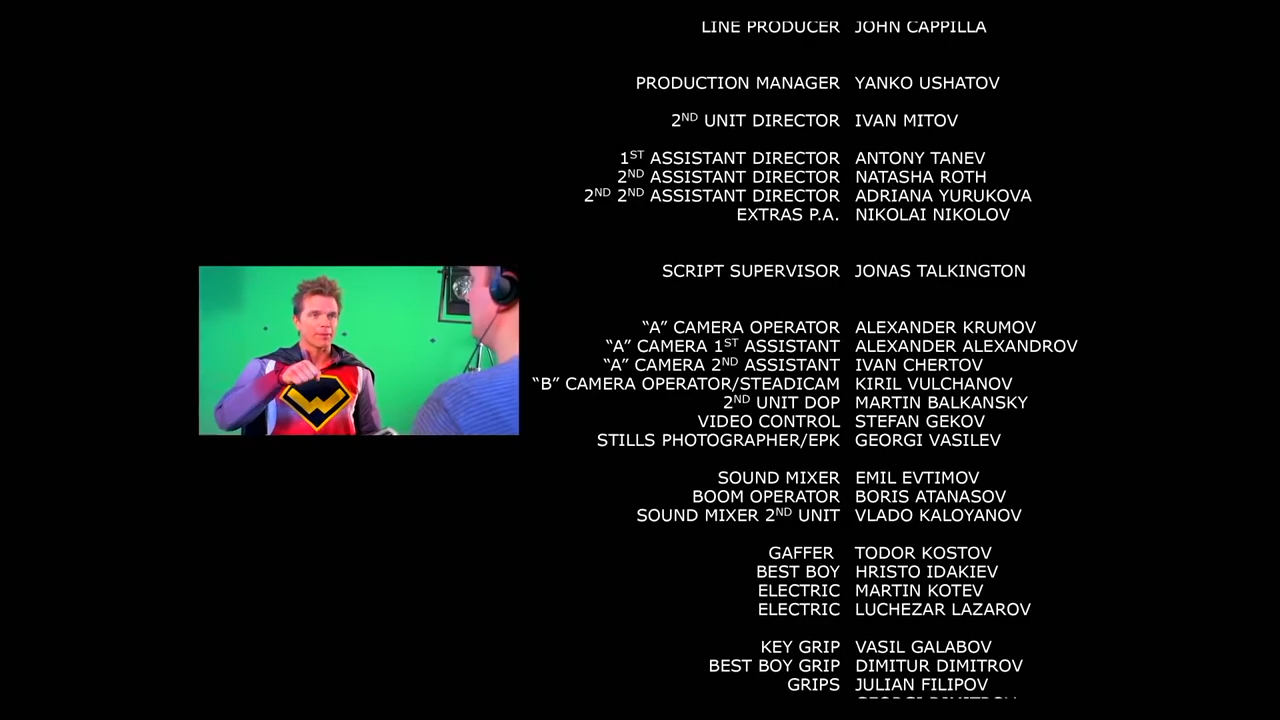 LINE PRODUCER JOHN CAPPILLA
PRODUCTION MANAGER YANKO USHATOV
2ND UNIT DIRECTOR IVAN MITOV
1ST ASSISTANT DIRECTOR ANTONY TANEV
2ND ASSISTANT DIRECTOR NATASHA ROTH
2ND 2ND ASSISTANT DIRECTOR ADRIANA YURUKOVA
EXTRAS P.A. NIKOLAI NIKOLOV
SCRIPT SUPERVISOR JONAS TALKINGTON
“A” CAMERA OPERATOR ALEXANDER KRUMOV
“A” CAMERA 1ST ASSISTANT ALEXANDER ALEXANDROV
“A” CAMERA 2ND ASSISTANT IVAN CHERTOV
“B” CAMERA OPERATOR/STEADICAM KIRIL VULCHANOV
2ND UNIT DOP MARTIN BALKANSKY
VIDEO CONTROL STEFAN GEKOV
STILLS PHOTOGRAPHER/EPK GEORGI VASILEV
SOUND MIXER EMIL EVTIMOV
BOOM OPERATOR BORIS ATANASOV
SOUND MIXER 2ND UNIT VLADO KALOYANOV
GAFFER TODOR KOSTOV
BEST BOY HRISTO IDAKIEV
ELECTRIC MARTIN KOTEV
ELECTRIC LUCHEZAR LAZAROV
KEY GRIP VASIL GALABOV
BEST BOY GRIP DIMITUR DIMITROV
GRIPS JULIAN FILIPOV
W